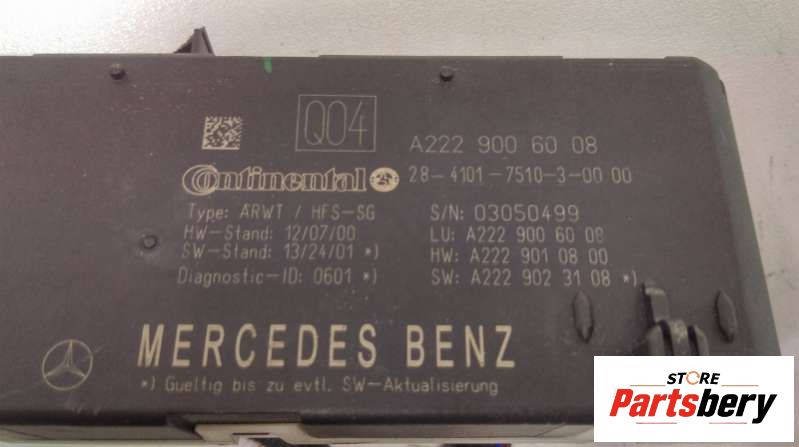 Q04
A222 900 60 08
Continental
28-4101-7510-3-00 00
Type: ARWT / HFS-SG
S/N: 03050499
HW-Stand: 12/07/00
LU: A222 900 60 08
SW-Stand: 13/24/01 *)
HW: A222 901 08 00
Diagnostic-ID: 0601 *)
SW: A222 902 31 08 *)
MERCEDES BENZ
*) Gueltig bis zu evtl. SW-Aktualisierung
STORE
Partsbery